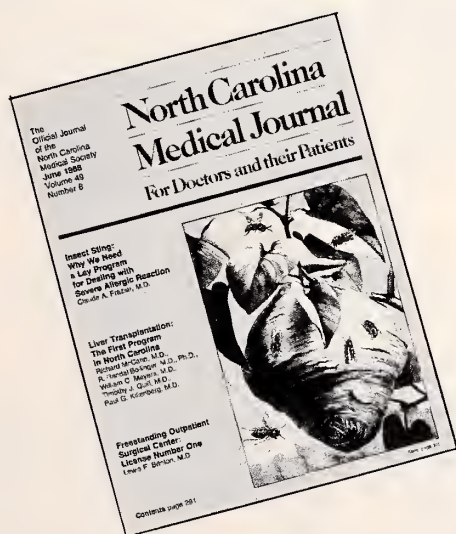 The
Official Journal
of the
North Carolina
Medical Society
June 1988
Volume 49
Number 6
North Carolina
Medical Journal
For Doctors and their Patients
Insect Sting:
Why We Need
a Lay Program
for Dealing with
Severe Allergic Reaction
Claude A. Frazier, M.D.
Liver Transplantation:
The First Program
in North Carolina
Richard McCann, M.D.,
R. Randal Bollinger, M.D., Ph.D.,
William C. Meyers, M.D.,
Timothy J. Quill, M.D.,
Paul G. Killenberg, M.D.
Freestanding Outpatient
Surgical Center:
License Number One
Lewis F. Benton, M.D.
Contents page 291
page